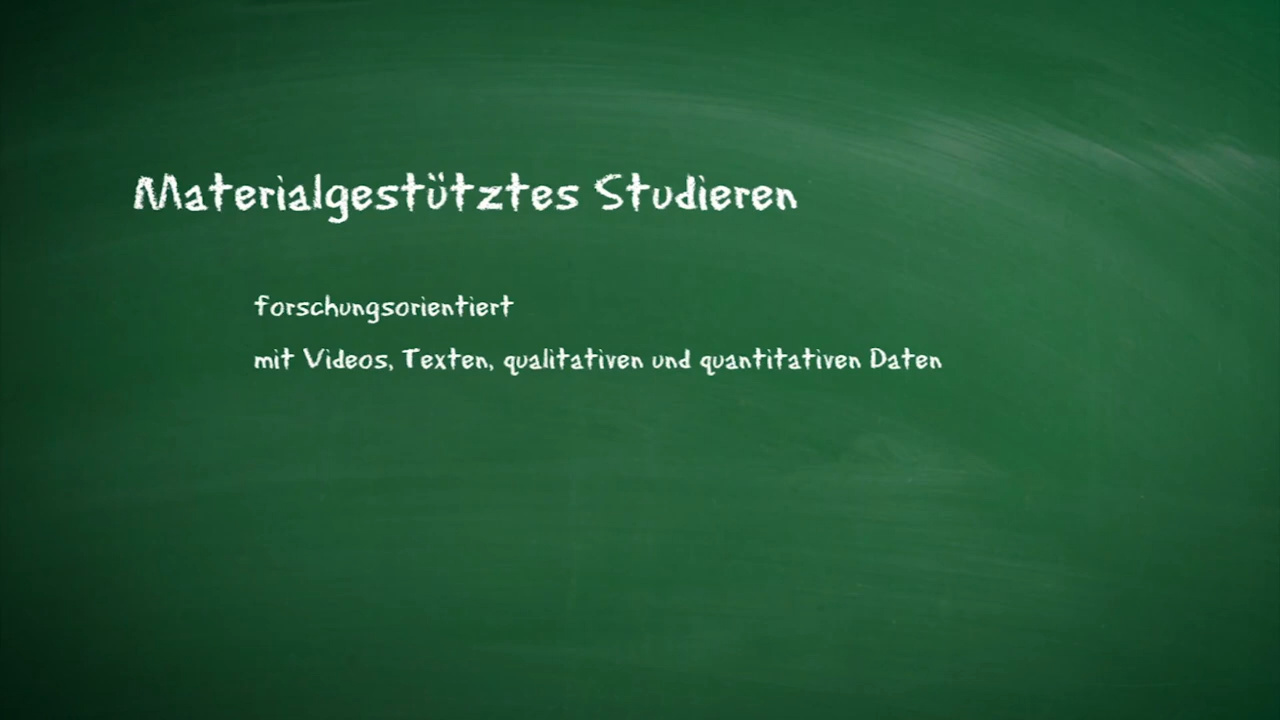 Materialgestütztes Studieren
forschungsorientiert
mit Videos, Texten, qualitativen und quantitativen Daten